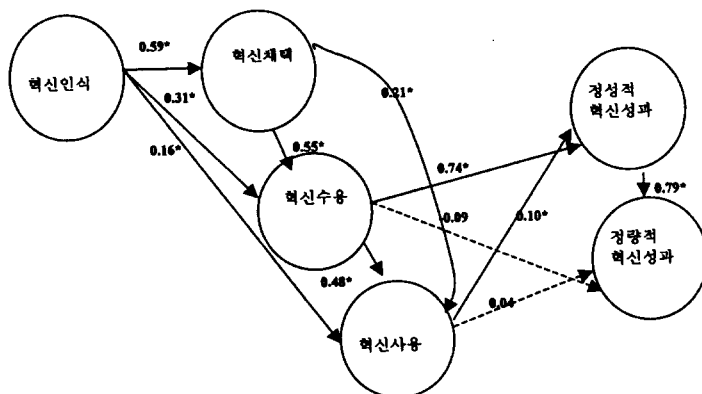 0.59*
혁신채택
혁신인식
0.31*
0.21*
정성적
혁신성과
0.16*
0.55*
0.74*
0.79*
혁신수용
-0.09
0.10*
정량적
혁신성과
0.48*
0.04
혁신사용